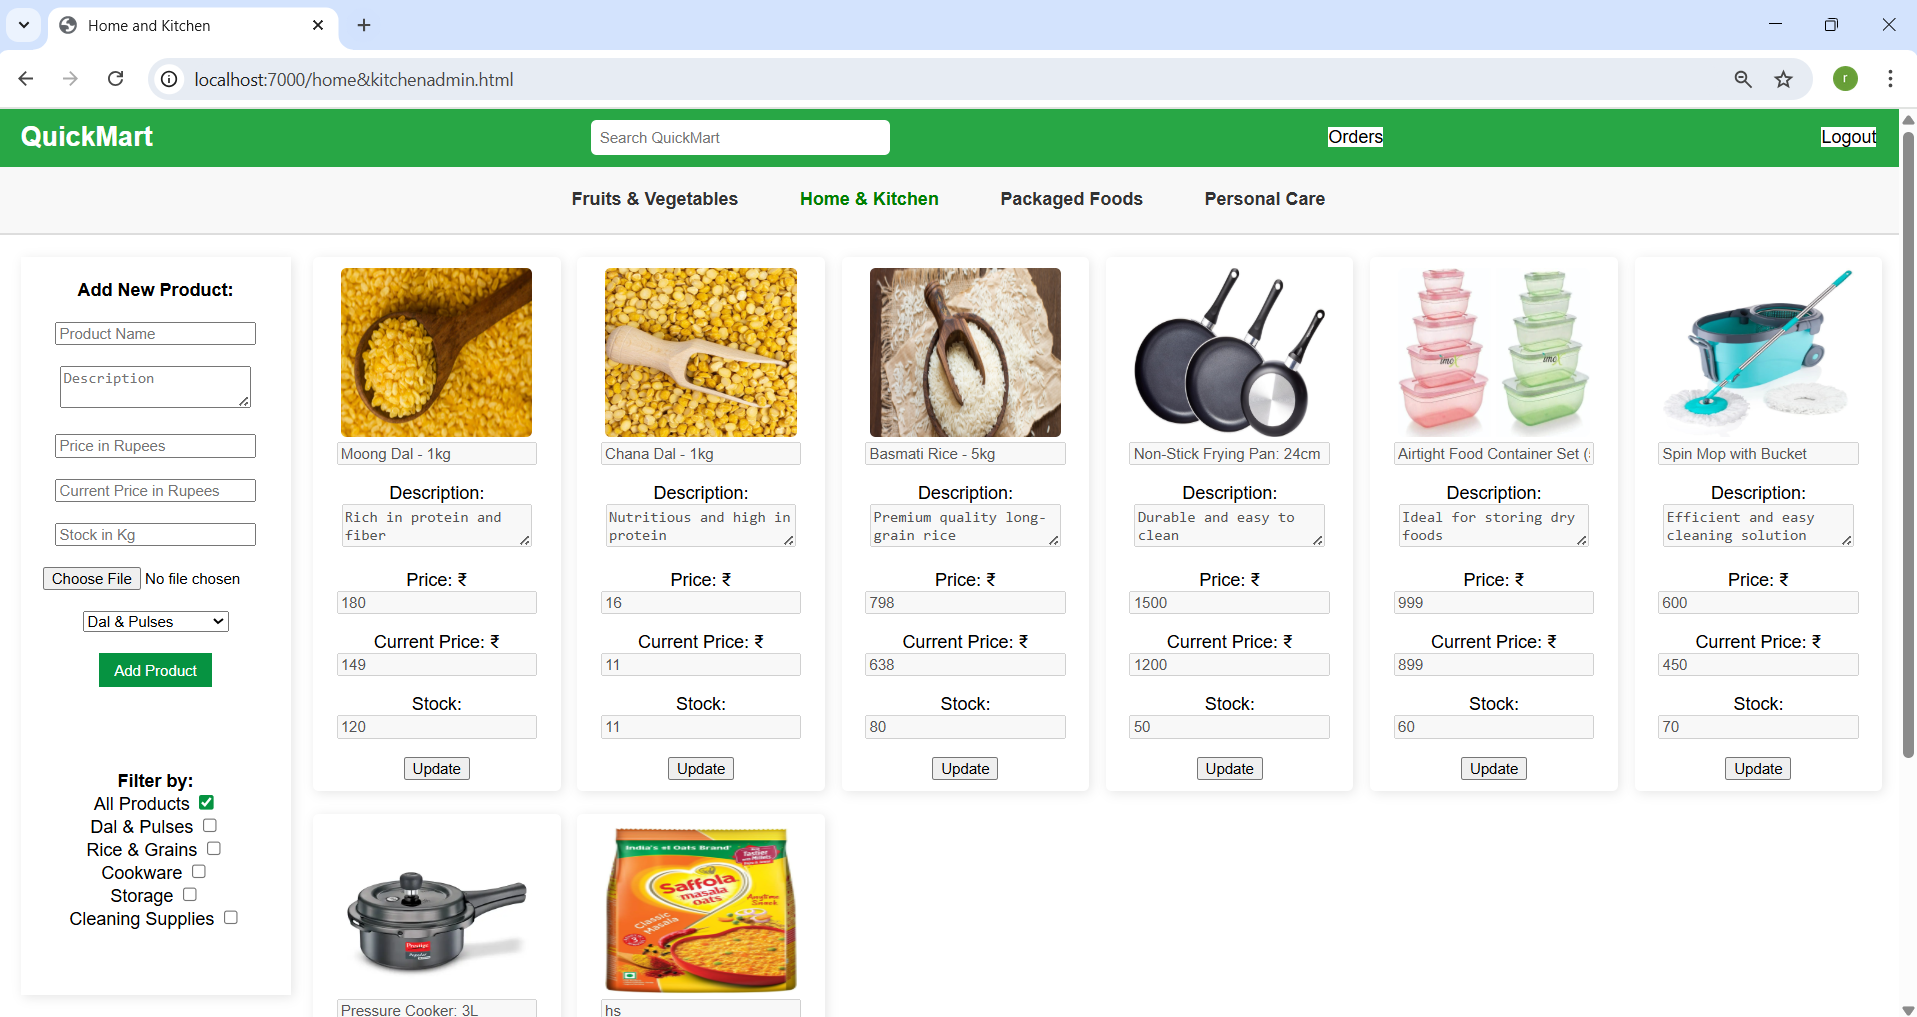 Home and Kitchen
localhost:7000/home&kitchenadmin.html
r
QuickMart
Search QuickMart
Orders
Logout
Fruits & Vegetables
Home & Kitchen
Packaged Foods
Personal Care
Add New Product:
Product Name
Description
Price in Rupees
Current Price in Rupees
Stock in Kg
Choose File No file chosen
Dal & Pulses
Add Product
Filter by:
All Products
Dal & Pulses
Rice & Grains
Cookware
Storage
Cleaning Supplies
Moong Dal - 1kg
Description:
Rich in protein and
fiber
Price: ₹
180
Current Price: ₹
149
Stock:
120
Update
Chana Dal - 1kg
Description:
Nutritious and high in
protein
Price: ₹
16
Current Price: ₹
11
Stock:
11
Update
Basmati Rice - 5kg
Description:
Premium quality long-
grain rice
Price: ₹
798
Current Price: ₹
638
Stock:
80
Update
Non-Stick Frying Pan: 24cm
Description:
Durable and easy to
clean
Price: ₹
1500
Current Price: ₹
1200
Stock:
50
Update
Airtight Food Container Set (
Description:
Ideal for storing dry
foods
Price: ₹
999
Current Price: ₹
899
Stock:
60
Update
Spin Mop with Bucket
Description:
Efficient and easy
cleaning solution
Price: ₹
600
Current Price: ₹
450
Stock:
70
Update
Prestige
Pressure Cooker: 3L
India's #1 Oats Brand
Saffola
masala
oats
Classic
Masala
hs